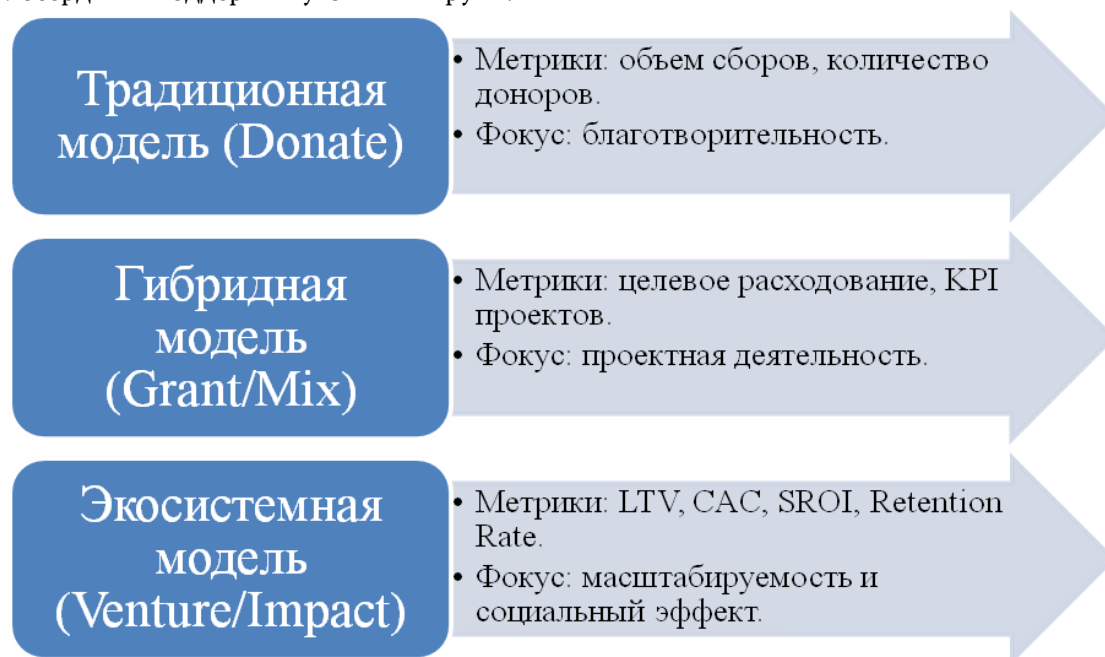 Традиционная
модель (Donate)
• Метрики: объем сборов, количество
доноров.
• Фокус: благотворительность.
Гибридная
модель
(Grant/Mix)
• Метрики: целевое расходование, KPI
проектов.
• Фокус: проектная деятельность.
Экосистемная
модель
(Venture/Impact)
• Метрики: LTV, CAC, SROI, Retention
Rate.
• Фокус: масштабируемость и
социальный эффект.